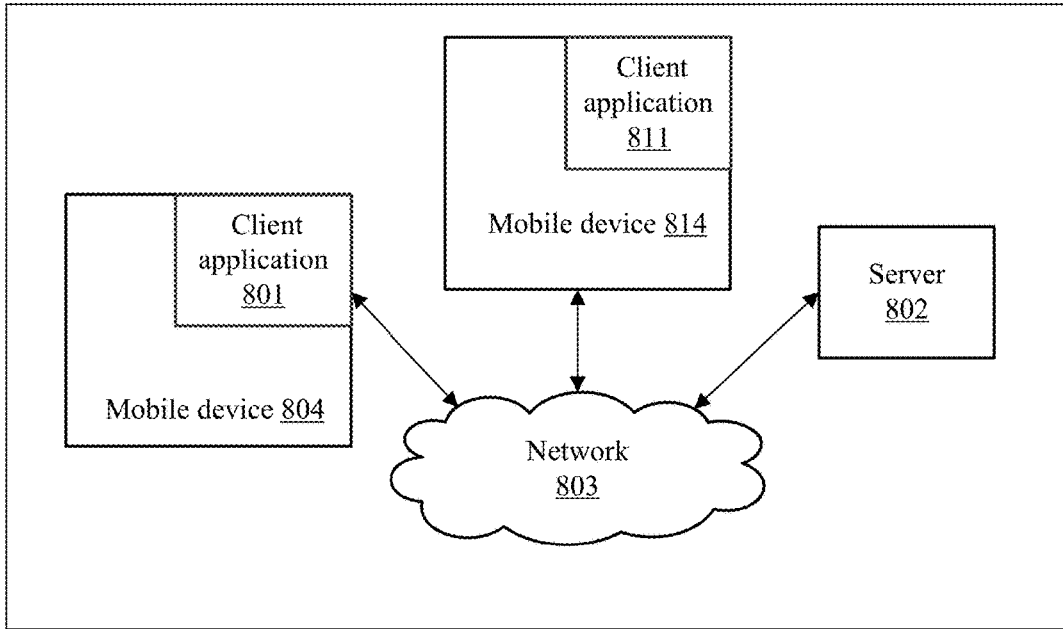 Client
application
811
Mobile device 814
Client
application
801
Mobile device 804
Server
802
Network
803